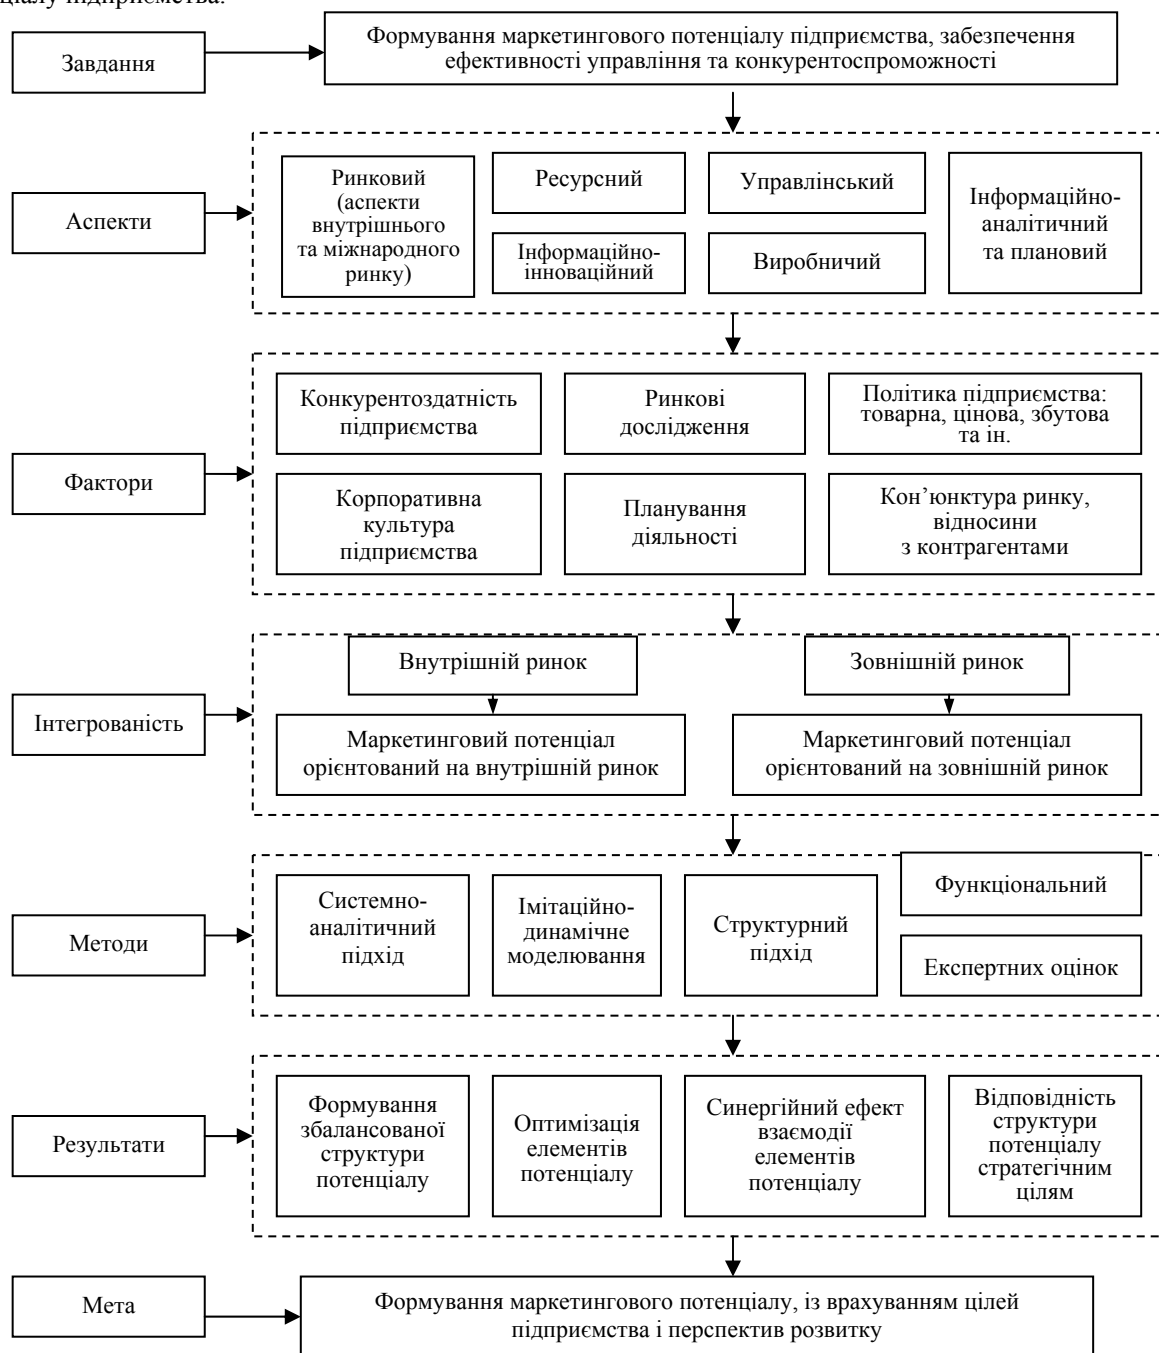 ціалу підприємства.
Завдання
Формування маркетингового потенціалу підприємства, забезпечення
ефективності управління та конкурентоспроможності
Аспекти
Ринковий
(аспекти
внутрішнього
та міжнародного
ринку)
Ресурсний
Інформаційно-
інноваційний
Управлінський
Виробничий
Інформаційно-
аналітичний
та плановий
Фактори
Конкурентоздатність
підприємства
Ринкові
дослідження
Політика підприємства:
товарна, цінова, збутова
та ін.
Корпоративна
культура
підприємства
Планування
діяльності
Кон’юнктура ринку,
відносини
з контрагентами
Інтегрованість
Внутрішній ринок
Зовнішній ринок
Маркетинговий потенціал
орієнтований на внутрішній ринок
Маркетинговий потенціал
орієнтований на зовнішній ринок
Методи
Системно-
аналітичний
підхід
Імітаційно-
динамічне
моделювання
Структурний
підхід
Функціональний
Експертних оцінок
Результати
Формування
збалансованої
структури
потенціалу
Оптимізація
елементів
потенціалу
Синергійний ефект
взаємодії
елементів
потенціалу
Відповідність
структури
потенціалу
стратегічним
цілям
Мета
Формування маркетингового потенціалу, із врахуванням цілей
підприємства і перспектив розвитку